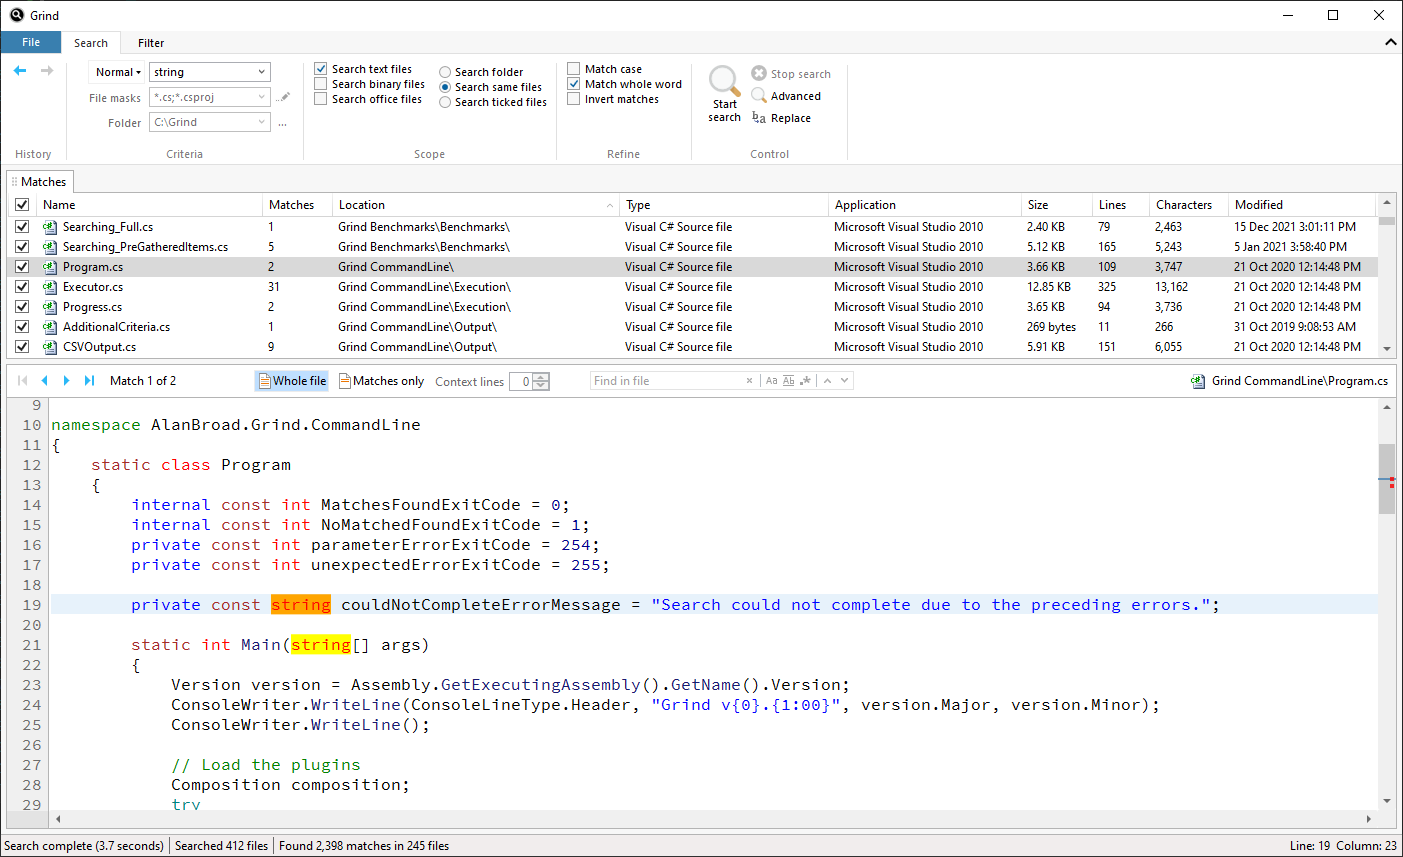 Grind
File Search Filter
Normal string
File masks *.cs;*.csproj ...
Folder C:\Grind ...
Search text files
Search binary files
Search office files
Search folder
Search same files
Search ticked files
Match case
Match whole word
Invert matches
Start
search
Stop search
Advanced
Replace
History Criteria Scope Refine Control
Matches
Name Matches Location Type Application Size Lines Characters Modified
Searching_Full.cs 1 Grind Benchmarks\Benchmarks\ Visual C# Source file Microsoft Visual Studio 2010 2.40 KB 79 2,463 15 Dec 2021 3:01:11 PM
Searching_PreGatheredItems.cs 5 Grind Benchmarks\Benchmarks\ Visual C# Source file Microsoft Visual Studio 2010 5.12 KB 165 5,243 5 Jan 2021 3:58:40 PM
Program.cs 2 Grind CommandLine\ Visual C# Source file Microsoft Visual Studio 2010 3.66 KB 109 3,747 21 Oct 2020 12:14:48 PM
Executor.cs 31 Grind CommandLine\Execution\ Visual C# Source file Microsoft Visual Studio 2010 12.85 KB 325 13,162 21 Oct 2020 12:14:48 PM
Progress.cs 2 Grind CommandLine\Execution\ Visual C# Source file Microsoft Visual Studio 2010 3.65 KB 94 3,736 21 Oct 2020 12:14:48 PM
AdditionalCriteria.cs 1 Grind CommandLine\Output\ Visual C# Source file Microsoft Visual Studio 2010 269 bytes 11 266 31 Oct 2019 9:08:53 AM
CSVOutput.cs 9 Grind CommandLine\Output\ Visual C# Source file Microsoft Visual Studio 2010 5.91 KB 151 6,055 21 Oct 2020 12:14:48 PM
Match 1 of 2 Whole file Matches only Context lines 0 Find in file × Aa Ab .* Grind CommandLine\Program.cs
9
10 namespace AlanBroad.Grind.CommandLine
11 {
12 static class Program
13 {
14 internal const int MatchesFoundExitCode = 0;
15 internal const int NoMatchedFoundExitCode = 1;
16 private const int parameterErrorExitCode = 254;
17 private const int unexpectedErrorExitCode = 255;
18
19 private const string couldNotCompleteErrorMessage = "Search could not complete due to the preceding errors.";
20
21 static int Main(string[] args)
22 {
23 Version version = Assembly.GetExecutingAssembly().GetName().Version;
24 ConsoleWriter.WriteLine(ConsoleLineType.Header, "Grind v{0}.{1:00}", version.Major, version.Minor);
25 ConsoleWriter.WriteLine();
26
27 // Load the plugins
28 Composition composition;
29 try
Search complete (3.7 seconds) Searched 412 files Found 2,398 matches in 245 files Line: 19 Column: 23